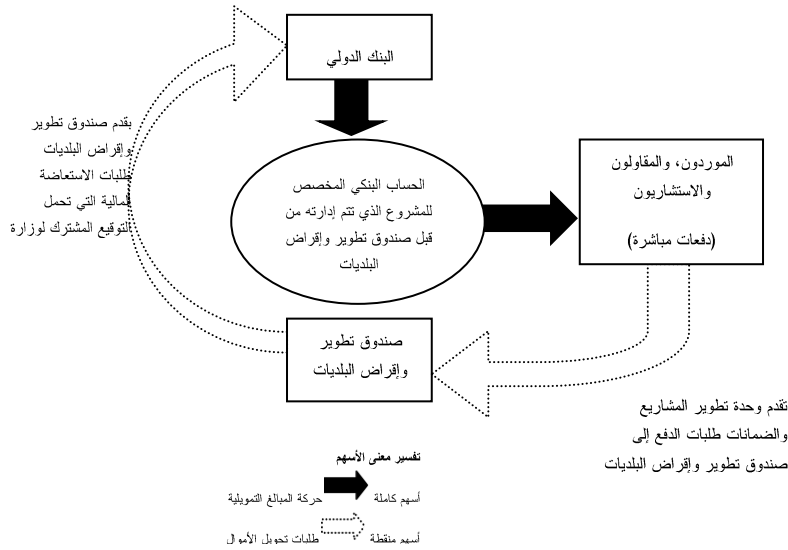 البنك الدولي
يقدم صندوق تطوير
وإقراض البلديات
طلبات الاستعاضة
المالية التي تحمل
التوقيع المشترك لوزارة
الحساب البنكي المخصص
للمشروع الذي تتم إدارته من
قبل صندوق تطوير وإقراض
البلديات
الموردون، والمقاولون
والاستشاريون
(دفعات مباشرة)
صندوق تطوير
وإقراض البلديات
تقدم وحدة تطوير المشاريع
والضمانات طلبات الدفع إلى
صندوق تطوير وإقراض البلديات
تفسير معنى الأسهم
أسهم كاملة حركة المبالغ التمويلية
أسهم منقطة طلبات تحويل الأموال